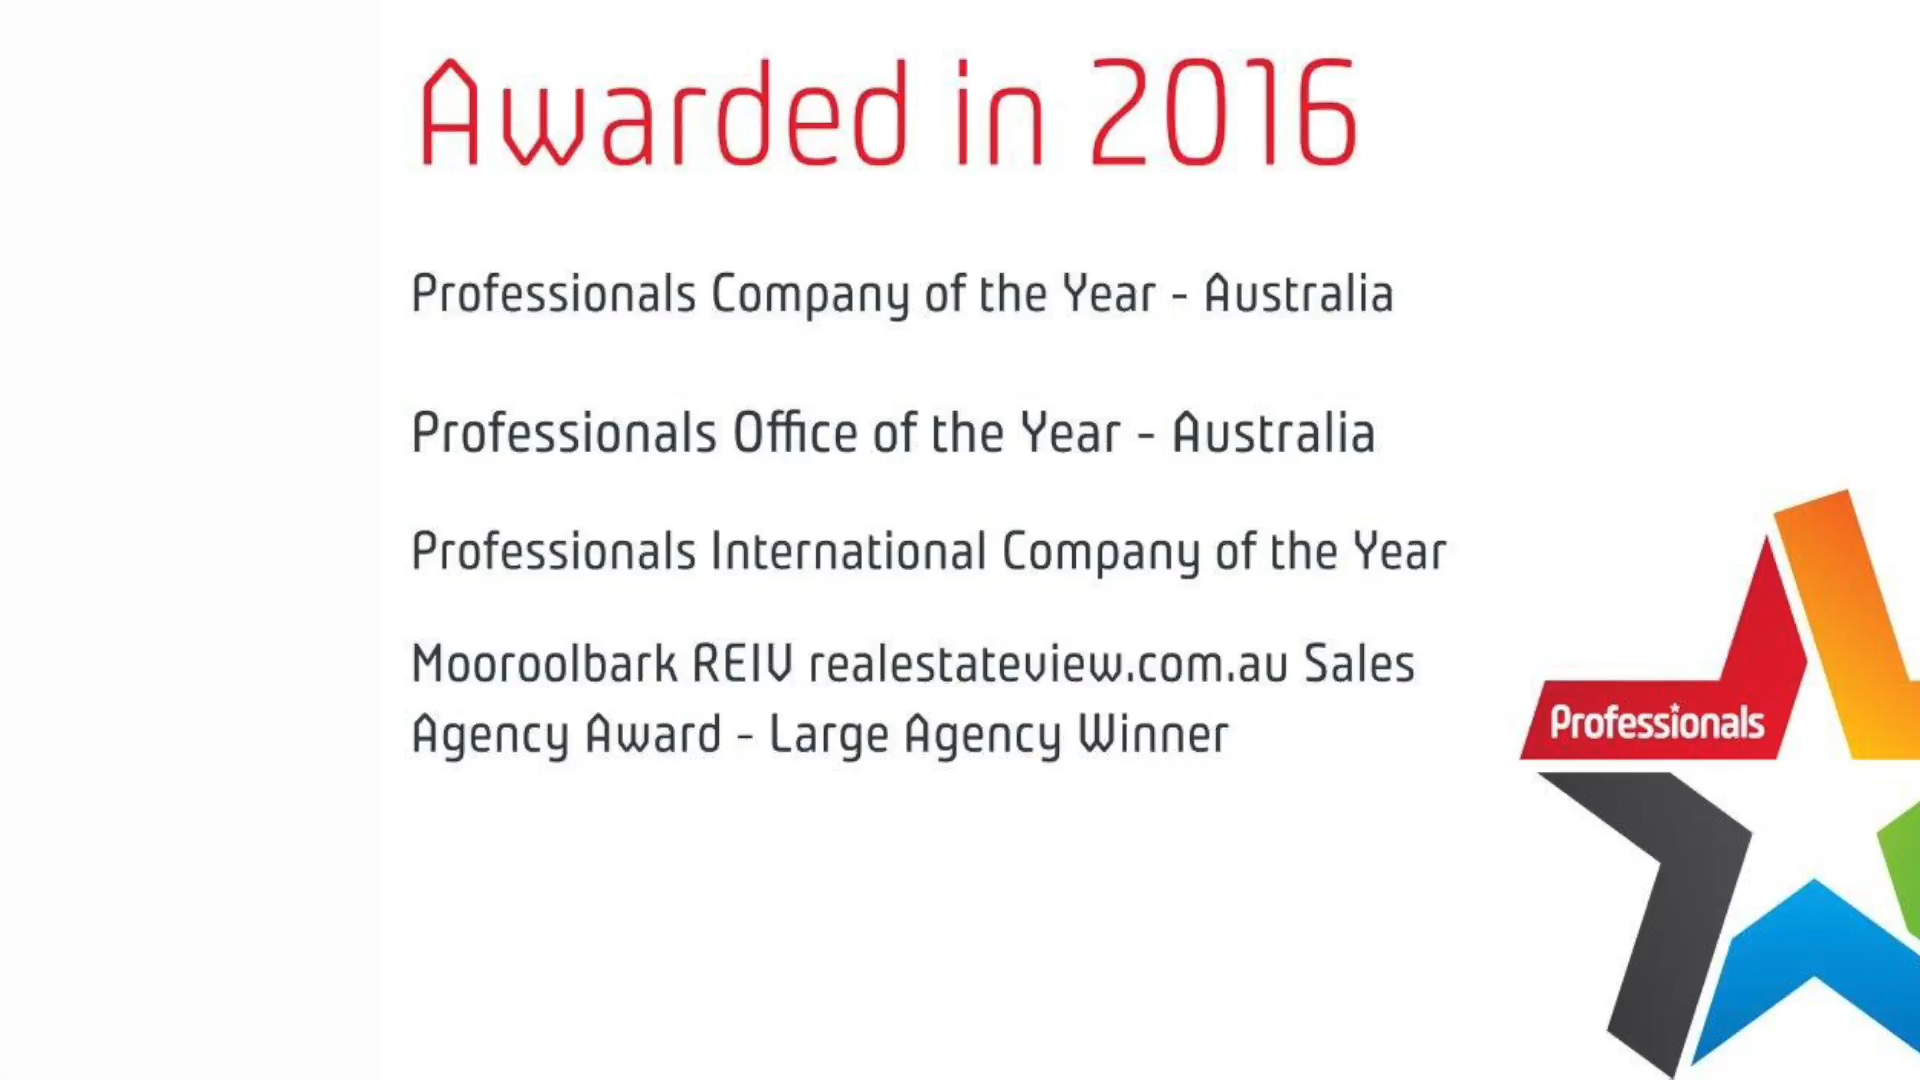 Awarded in 2016
Professionals Company of the Year - Australia
Professionals Office of the Year - Australia
Professionals International Company of the Year
Mooroolbark REIV realestateview.com.au Sales
Agency Award - Large Agency Winner
Professionals